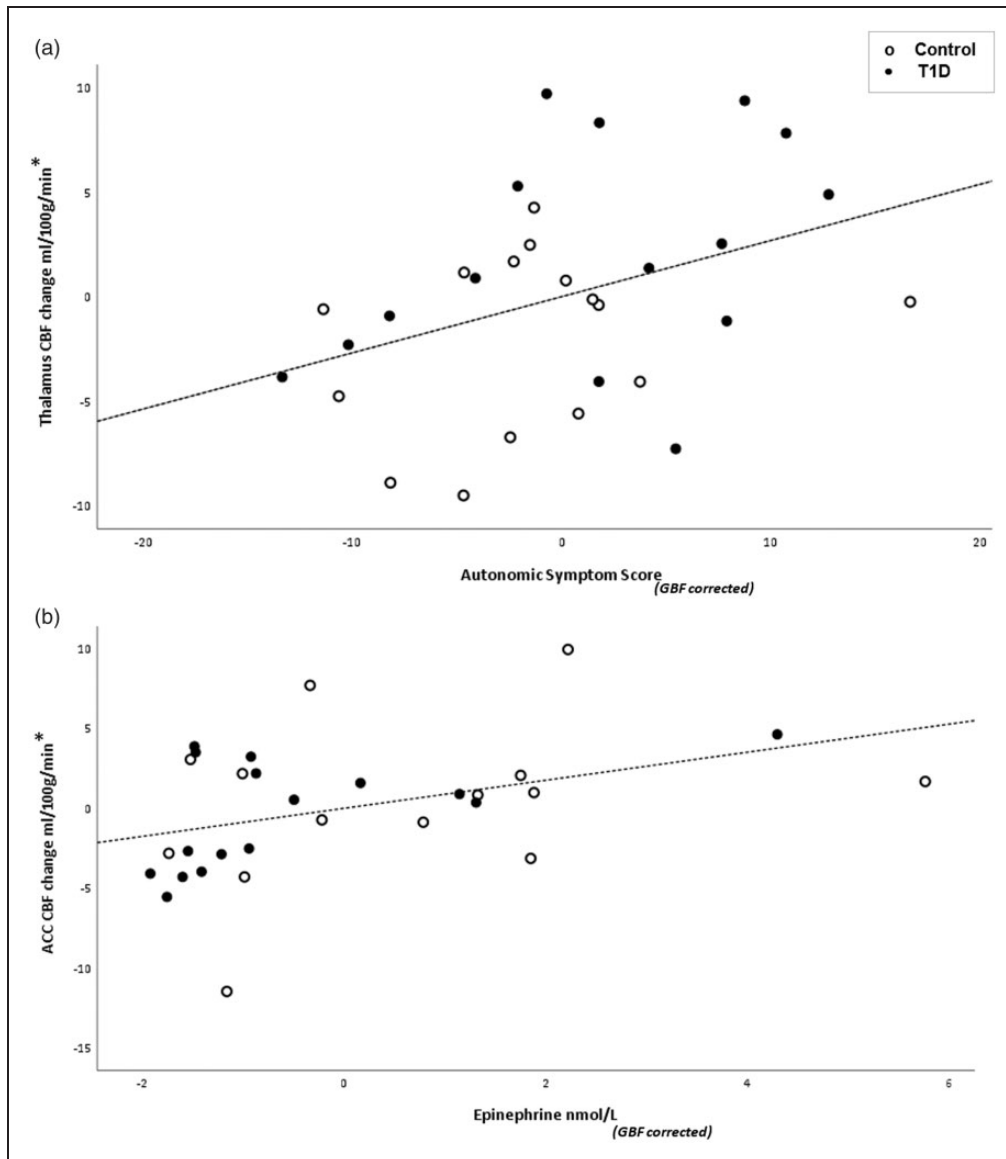 (a)
Control
T1D
Thalamus CBF change ml/100g/min*
10
5
0
-5
-10
-20
-10
0
10
20
Autonomic Symptom Score (GBF corrected)
(b)
ACC CBF change ml/100g/min*
10
5
0
-5
-10
-15
-2
0
2
4
6
Epinephrine nmol/L (GBF corrected)